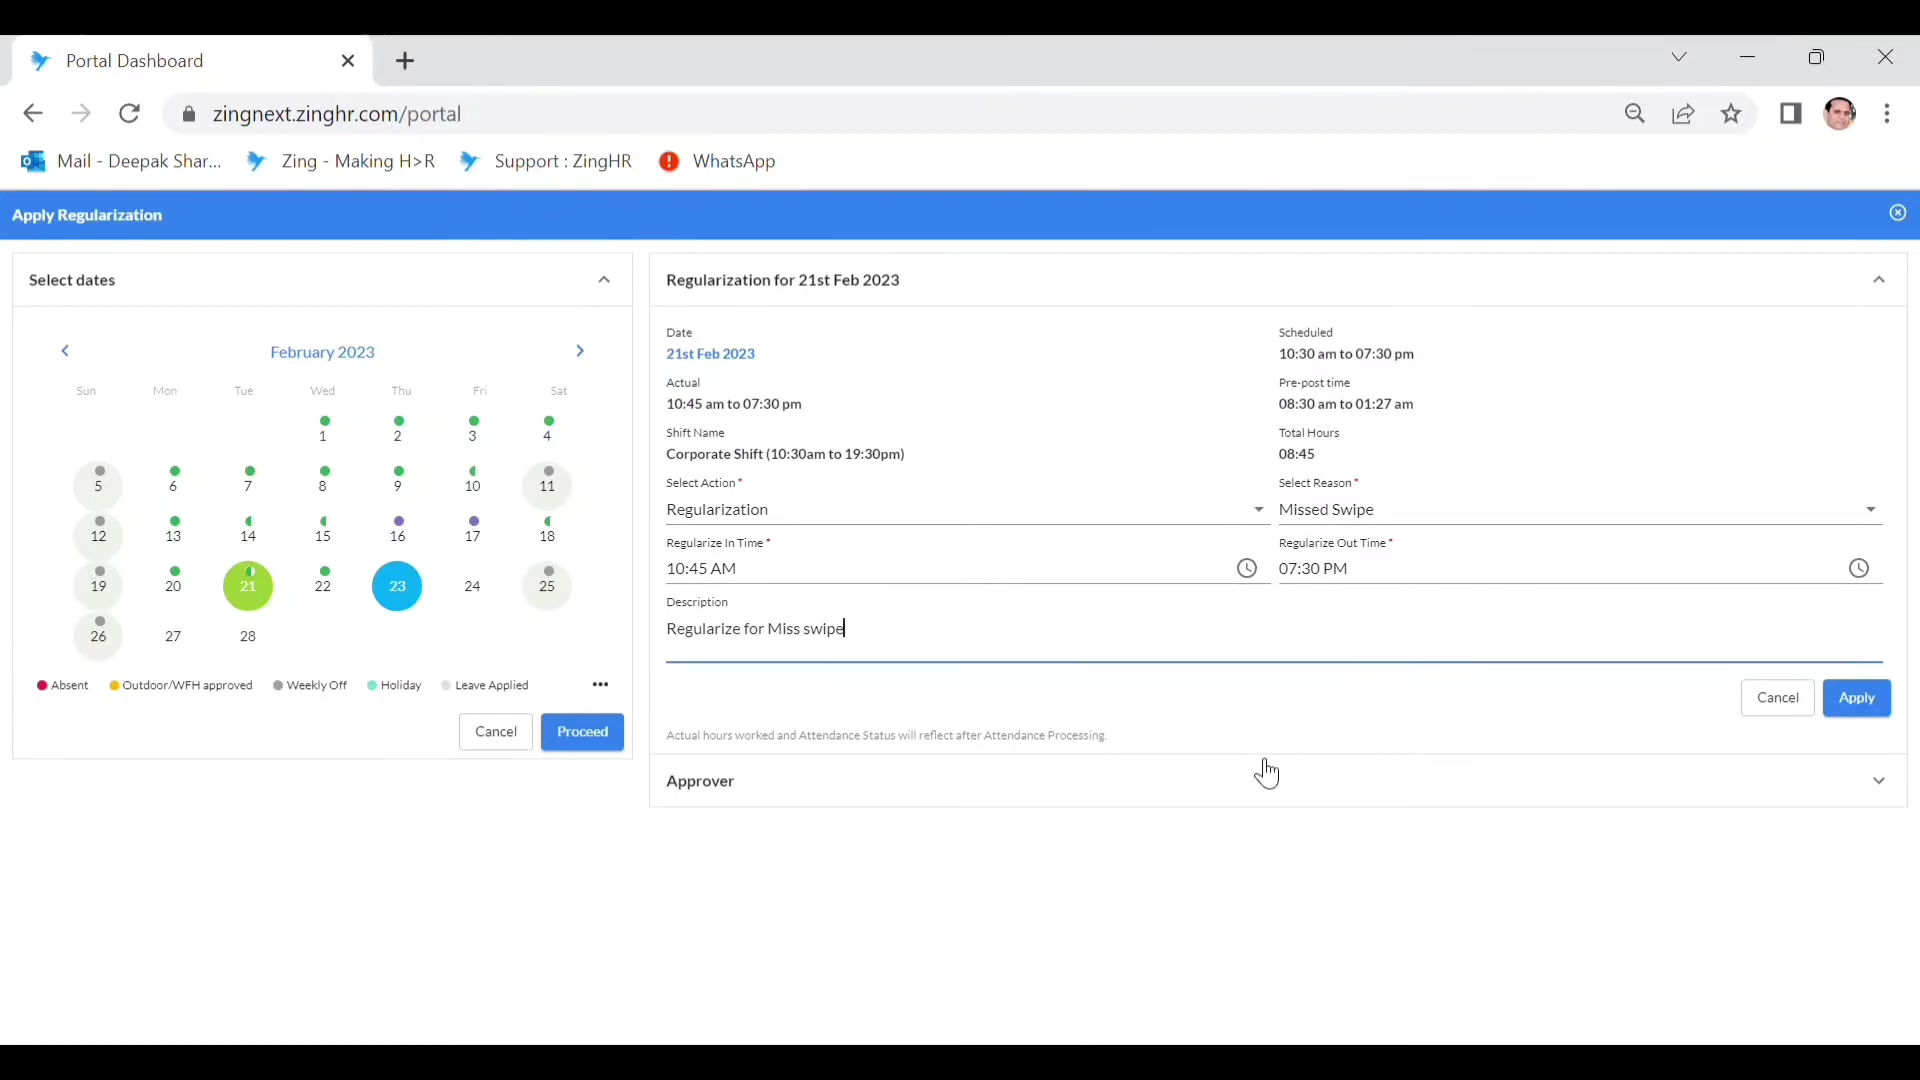 Portal Dashboard
zingnext.zinghr.com/portal
Mail - Deepak Shar... Zing - Making H>R Support : ZingHR WhatsApp
Apply Regularization
Select dates
February 2023
Sun Mon Tue Wed Thu Fri Sat
1 2 3 4
5 6 7 8 9 10 11
12 13 14 15 16 17 18
19 20 21 22 23 24 25
26 27 28
Absent Outdoor/WFH approved Weekly Off Holiday Leave Applied •••
Cancel Proceed
Regularization for 21st Feb 2023
Date Scheduled
21st Feb 2023 10:30 am to 07:30 pm
Actual Pre-post time
10:45 am to 07:30 pm 08:30 am to 01:27 am
Shift Name Total Hours
Corporate Shift (10:30am to 19:30pm) 08:45
Select Action * Select Reason *
Regularization Missed Swipe
Regularize In Time * Regularize Out Time *
10:45 AM 07:30 PM
Description
Regularize for Miss swipe
Cancel Apply
Actual hours worked and Attendance Status will reflect after Attendance Processing.
Approver